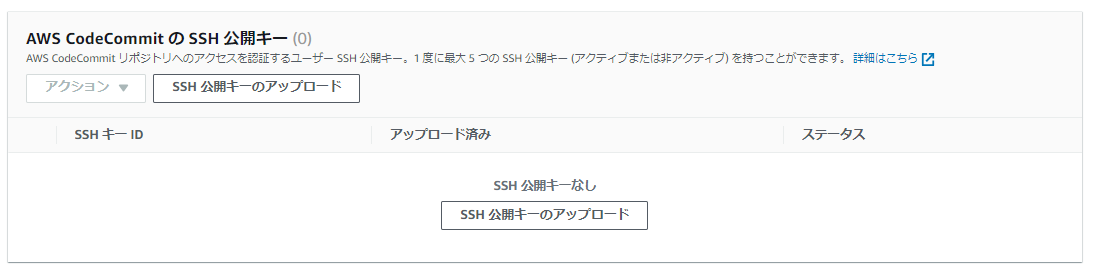 AWS CodeCommit の SSH 公開キー (0)
AWS CodeCommit リポジトリへのアクセスを認証するユーザー SSH 公開キー。1 度に最大 5 つの SSH 公開キー (アクティブまたは非アクティブ) を持つことができます。 詳細はこちら
アクション SSH 公開キーのアップロード
SSH キー ID アップロード済み ステータス
SSH 公開キーなし
SSH 公開キーのアップロード